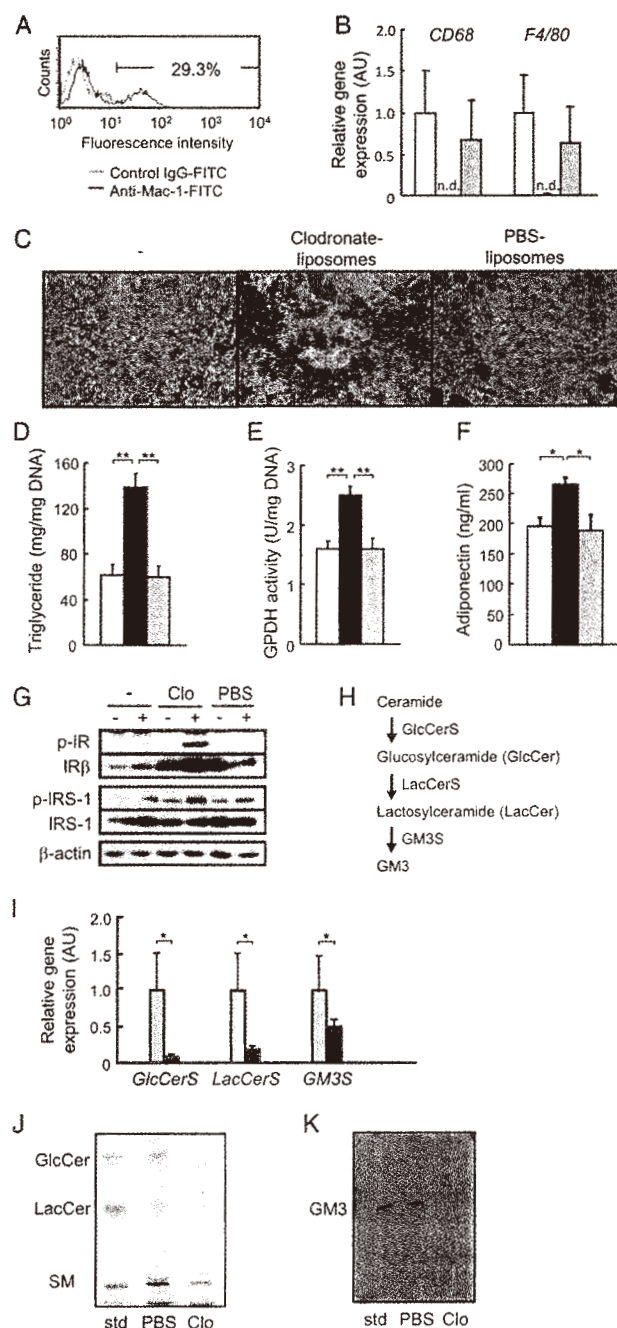 A
Counts
29.3%
10⁰ 10¹ 10² 10³ 10⁴
Fluorescence intensity
Control IgG-FITC
Anti-Mac-1-FITC
B
Relative gene
expression (AU)
2.0
1.5
1.0
0.5
0
CD68 F4/80
n.d. n.d.
C
-
Clodronate-
liposomes
PBS-
liposomes
D
Triglyceride (mg/mg DNA)
160
120
80
40
0
** **
E
GPDH activity (U/mg DNA)
3
2
1
0
** **
F
Adiponectin (ng/ml)
300
250
200
150
100
50
0
* *
G
- Clo PBS
- + - + - +
p-IR
IRβ
p-IRS-1
IRS-1
β-actin
H
Ceramide
GlcCerS
Glucosylceramide (GlcCer)
LacCerS
Lactosylceramide (LacCer)
GM3S
GM3
I
Relative gene
expression (AU)
2.0
1.5
1.0
0.5
0
* * *
GlcCerS LacCerS GM3S
J
GlcCer
LacCer
SM
std PBS Clo
K
GM3
std PBS Clo